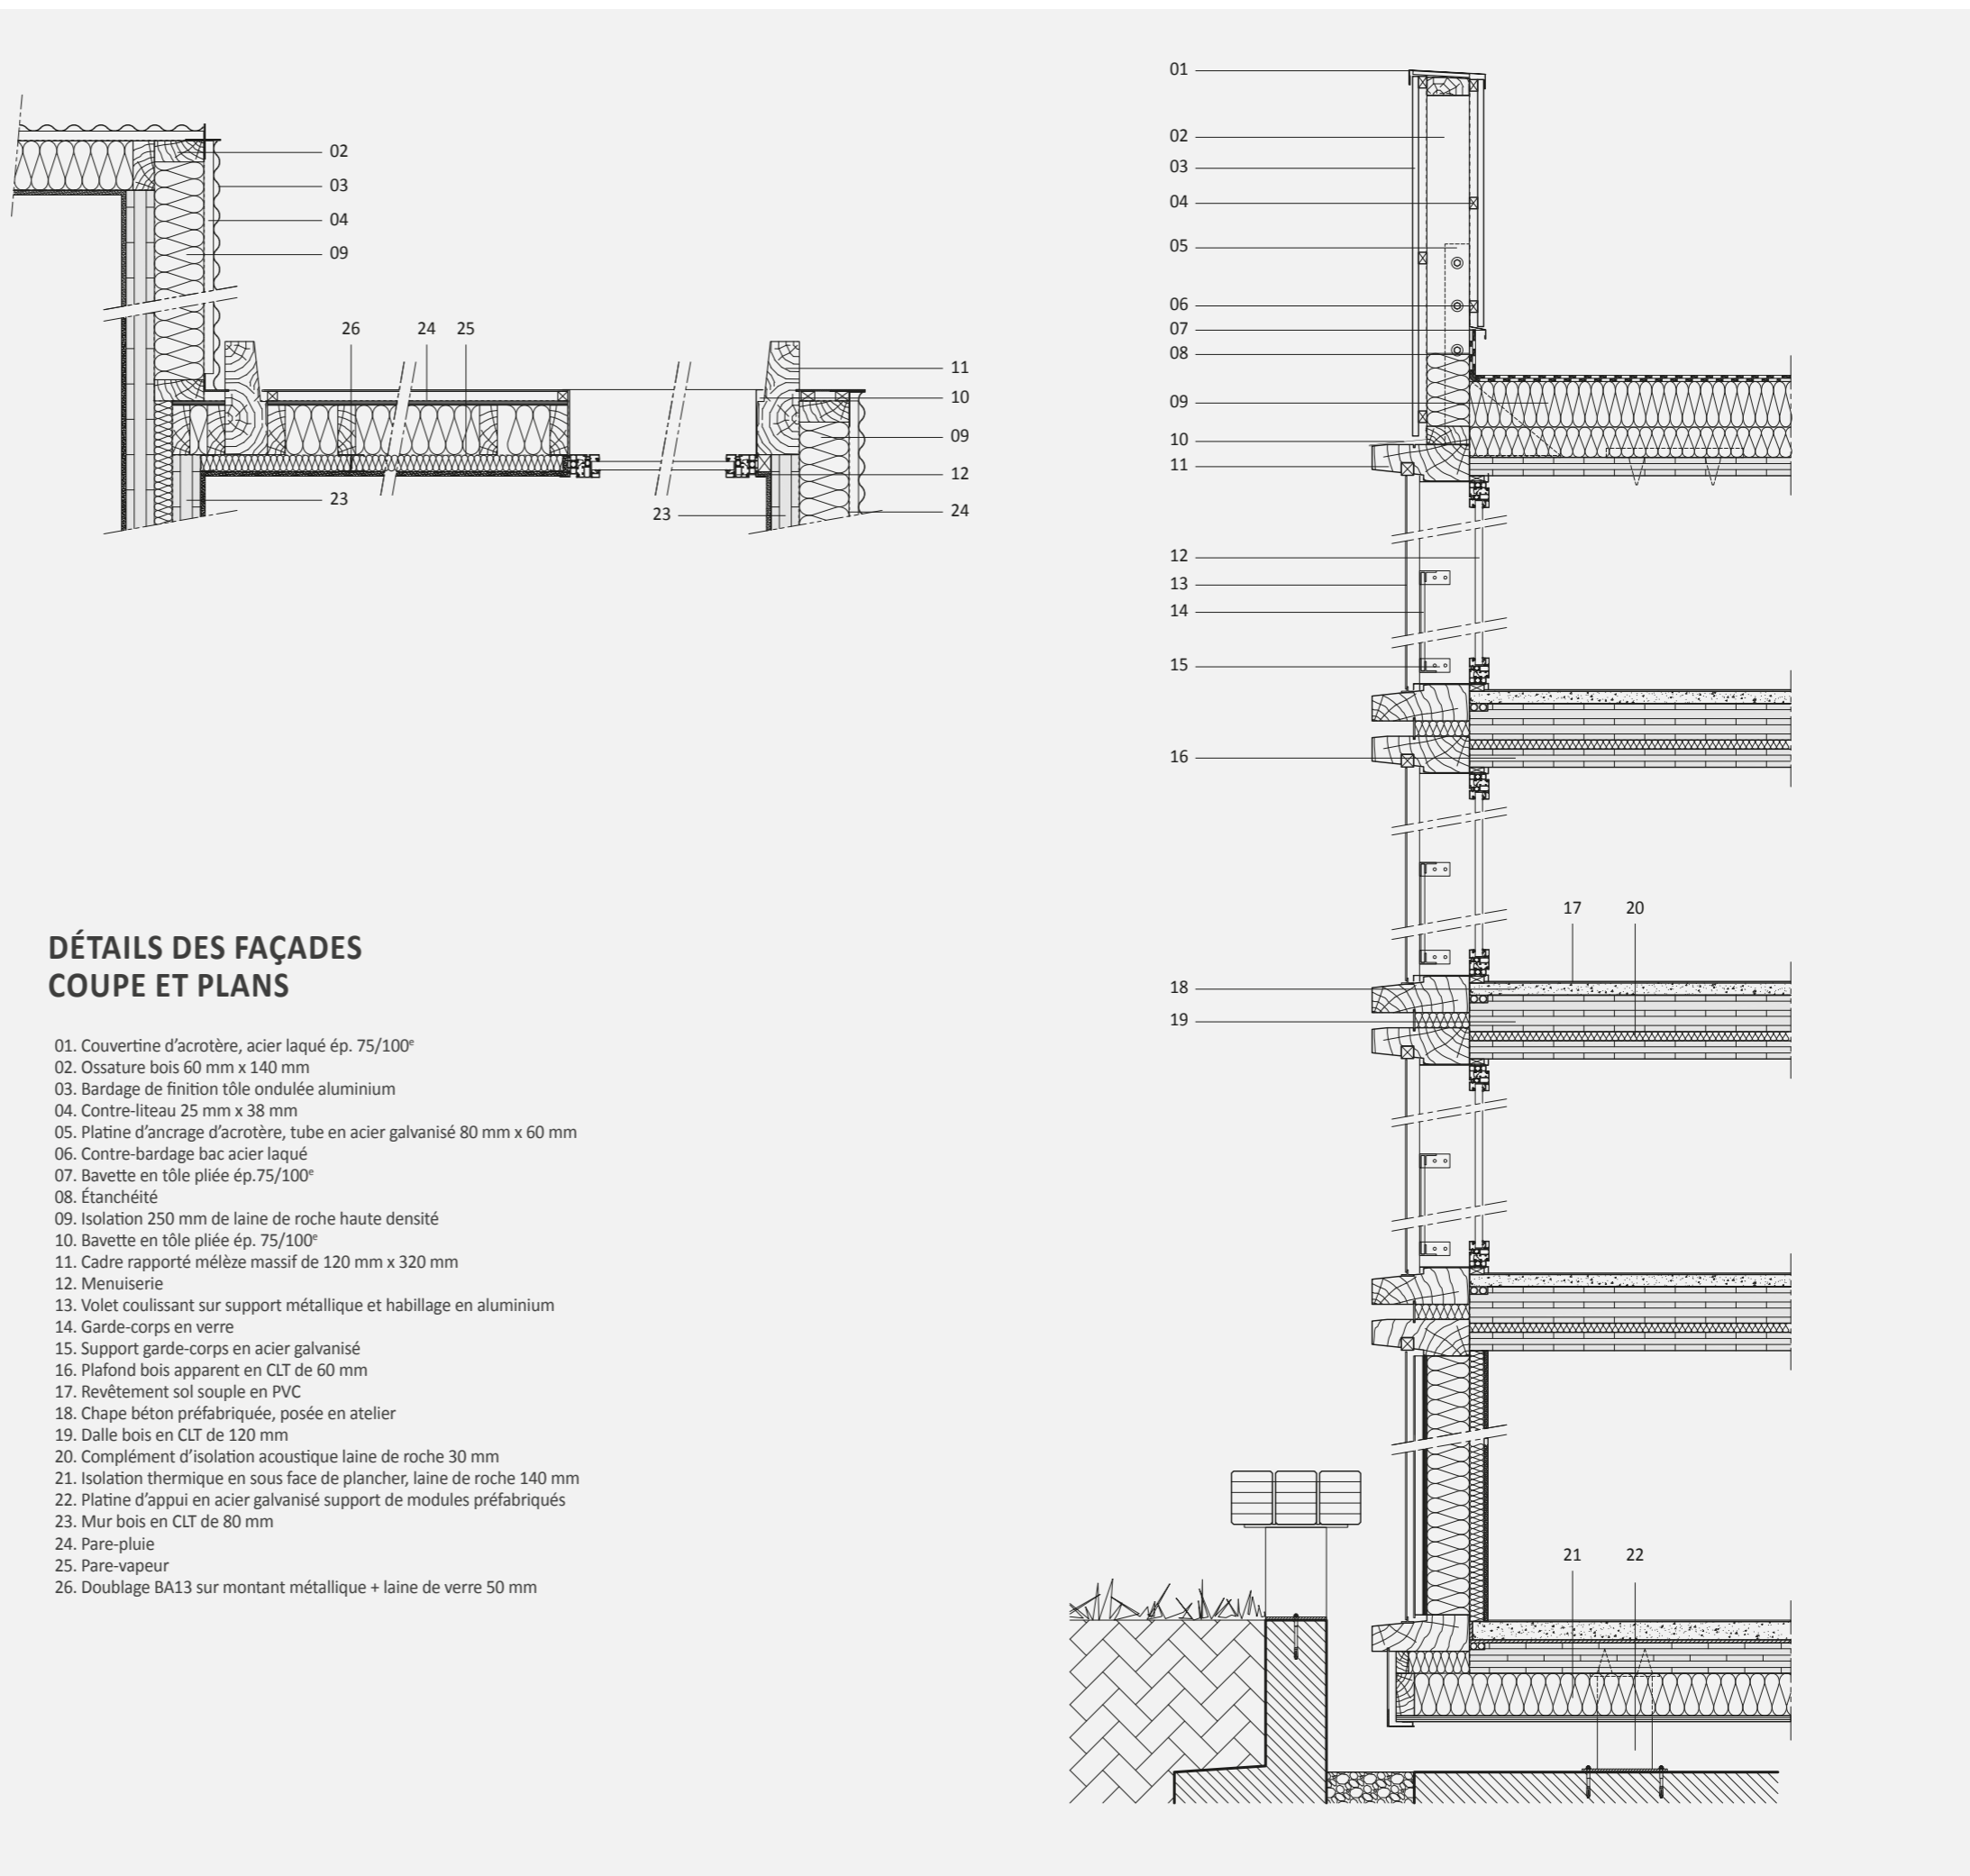 02
03
04
09
26 24 25
11
10
09
12
24
23
23
01
02
03
04
05
06
07
08
09
10
11
12
13
14
15
16
17 20
18
19
21 22
DÉTAILS DES FAÇADES
COUPE ET PLANS
01. Couvertine d'acrotère, acier laqué ép. 75/100e
02. Ossature bois 60 mm x 140 mm
03. Bardage de finition tôle ondulée aluminium
04. Contre-liteau 25 mm x 38 mm
05. Platine d'ancrage d'acrotère, tube en acier galvanisé 80 mm x 60 mm
06. Contre-bardage bac acier laqué
07. Bavette en tôle pliée ép.75/100e
08. Étanchéité
09. Isolation 250 mm de laine de roche haute densité
10. Bavette en tôle pliée ép. 75/100e
11. Cadre rapporté mélèze massif de 120 mm x 320 mm
12. Menuiserie
13. Volet coulissant sur support métallique et habillage en aluminium
14. Garde-corps en verre
15. Support garde-corps en acier galvanisé
16. Plafond bois apparent en CLT de 60 mm
17. Revêtement sol souple en PVC
18. Chape béton préfabriquée, posée en atelier
19. Dalle bois en CLT de 120 mm
20. Complément d'isolation acoustique laine de roche 30 mm
21. Isolation thermique en sous face de plancher, laine de roche 140 mm
22. Platine d'appui en acier galvanisé support de modules préfabriqués
23. Mur bois en CLT de 80 mm
24. Pare-pluie
25. Pare-vapeur
26. Doublage BA13 sur montant métallique + laine de verre 50 mm